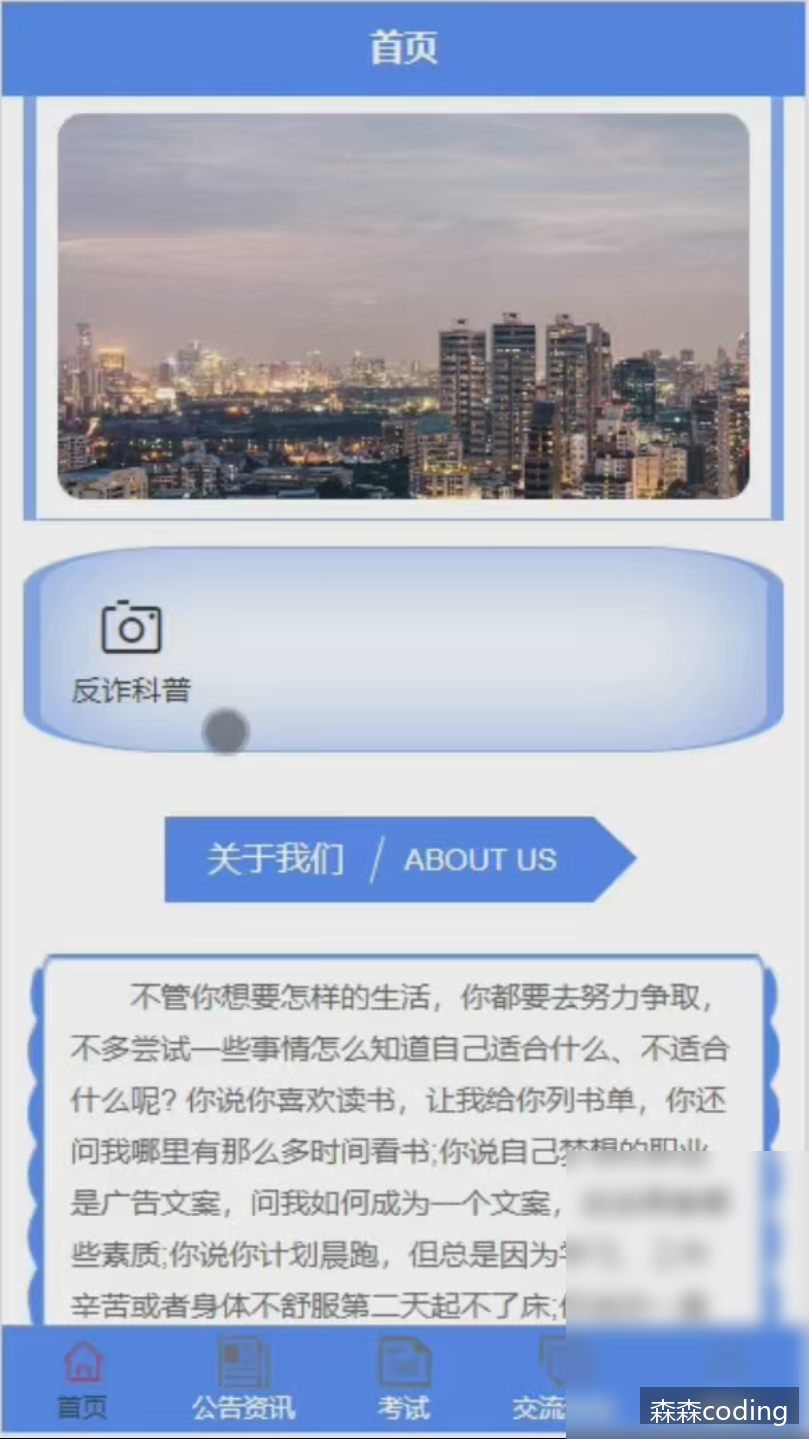 首页
反诈科普
关于我们 / ABOUT US
不管你想要怎样的生活，你都要去努力争取，
不多尝试一些事情怎么知道自己适合什么、不适合
什么呢？你说你喜欢读书，让我给你列书单，你还
问我哪里有那么多时间看书;你说自己梦想的职业
是广告文案，问我如何成为一个文案，
些素质;你说你计划晨跑，但总是因为学习、工作
辛苦或者身体不舒服第二天起不了床;
首页
公告资讯
考试
交流
森森coding